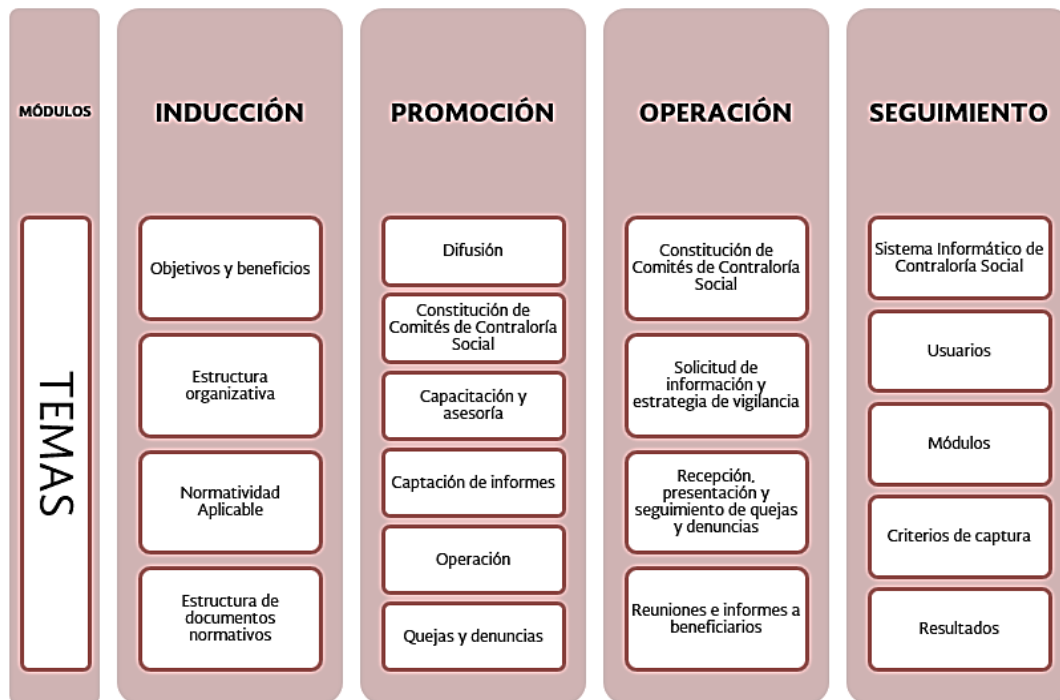 MÓDULOS
INDUCCIÓN
PROMOCIÓN
OPERACIÓN
SEGUIMIENTO
TEMAS
Objetivos y beneficios
Estructura
organizativa
Normatividad
Aplicable
Estructura de
documentos
normativos
Difusión
Constitución de
Comités de Contraloría
Social
Capacitación y
asesoría
Captación de informes
Operación
Quejas y denuncias
Constitución de
Comités de Contraloría
Social
Solicitud de
información y
estrategia de vigilancia
Recepción,
presentación y
seguimiento de quejas
y denuncias
Reuniones e informes a
beneficiarios
Sistema Informático de
Contraloría Social
Usuarios
Módulos
Criterios de captura
Resultados